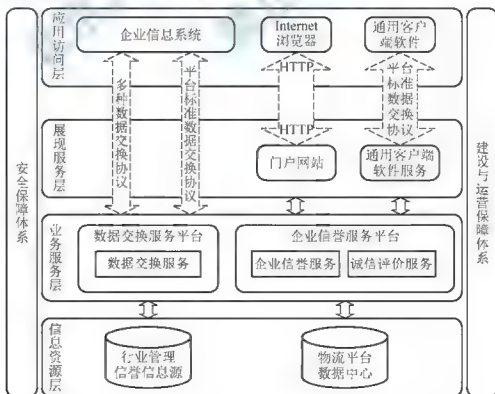 安全保障体系
应用访问层
企业信息系统
Internet
浏览器
通用客户
端软件
多种数据交换协议
平台标准数据交换协议
HTTP
HTTP
平台
标准
数据
交换
协议
展现服务层
门户网站
通用客户端
软件服务
业务服务层
数据交换服务平台
数据交换服务
企业信誉服务平台
企业信誉服务
诚信评价服务
信息资源层
行业管理
信誉信息源
物流平台
数据中心
建设与运营保障体系